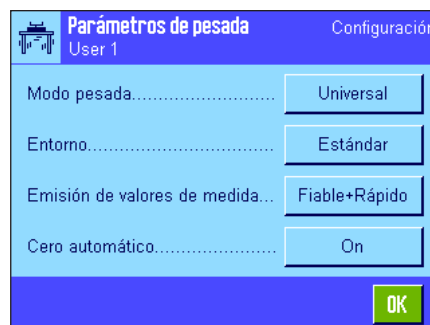 Parámetros de pesada Configuración
User 1
Modo pesada.......................... Universal
Entorno.................................. Estándar
Emisión de valores de medida... Fiable+Rápido
Cero automático...................... On
OK